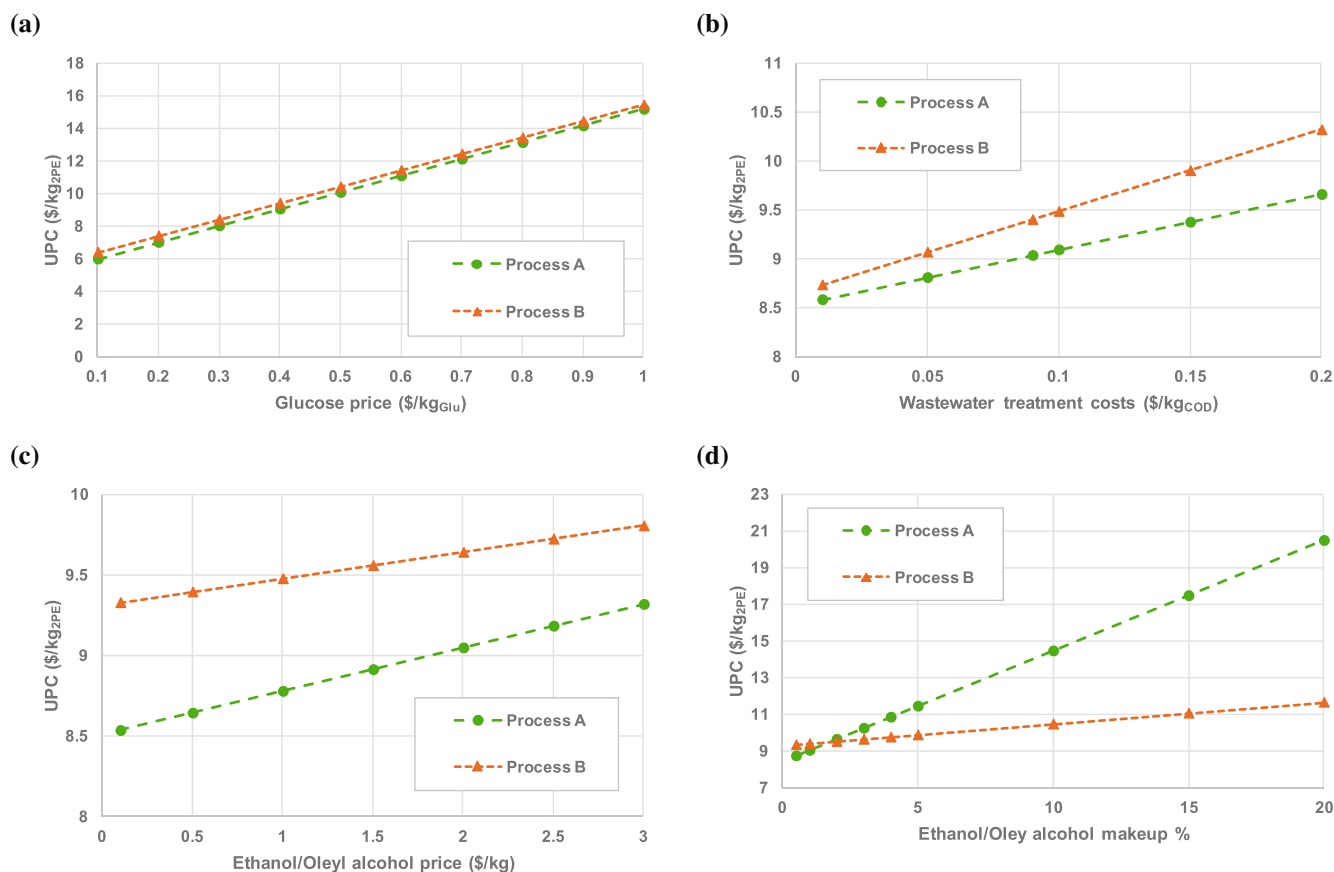 (a)
UPC ($/kg2PE)
18
16
14
12
10
8
6
4
2
0
0.1 0.2 0.3 0.4 0.5 0.6 0.7 0.8 0.9 1
Glucose price ($/kgGlu)
Process A
Process B
(b)
UPC ($/kg2PE)
11
10.5
10
9.5
9
8.5
8
0 0.05 0.1 0.15 0.2
Wastewater treatment costs ($/kgCOD)
Process A
Process B
(c)
UPC ($/kg2PE)
10
9.5
9
8.5
8
0 0.5 1 1.5 2 2.5 3
Ethanol/Oleyl alcohol price ($/kg)
Process A
Process B
(d)
UPC ($/kg2PE)
23
21
19
17
15
13
11
9
7
0 5 10 15 20
Ethanol/Oley alcohol makeup %
Process A
Process B